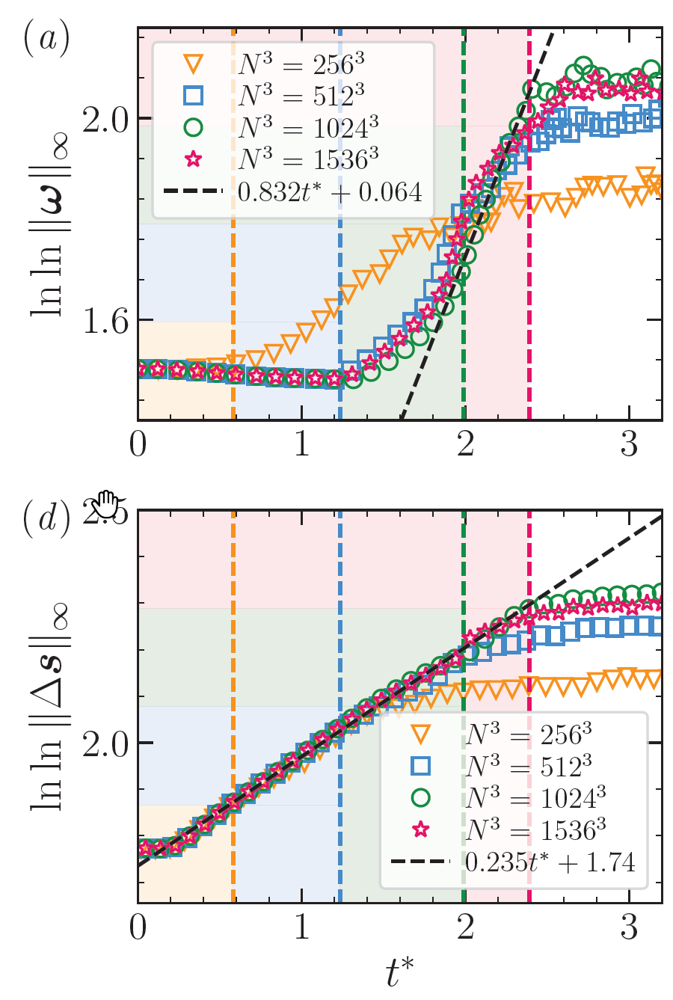 (a)
ln ln ‖ω‖∞
2.0
1.6
N³ = 256³
N³ = 512³
N³ = 1024³
N³ = 1536³
0.832t* + 0.064
0 1 2 3
(d)
ln ln ‖Δs‖∞
2.5
2.0
N³ = 256³
N³ = 512³
N³ = 1024³
N³ = 1536³
0.235t* + 1.74
0 1 2 3
t*